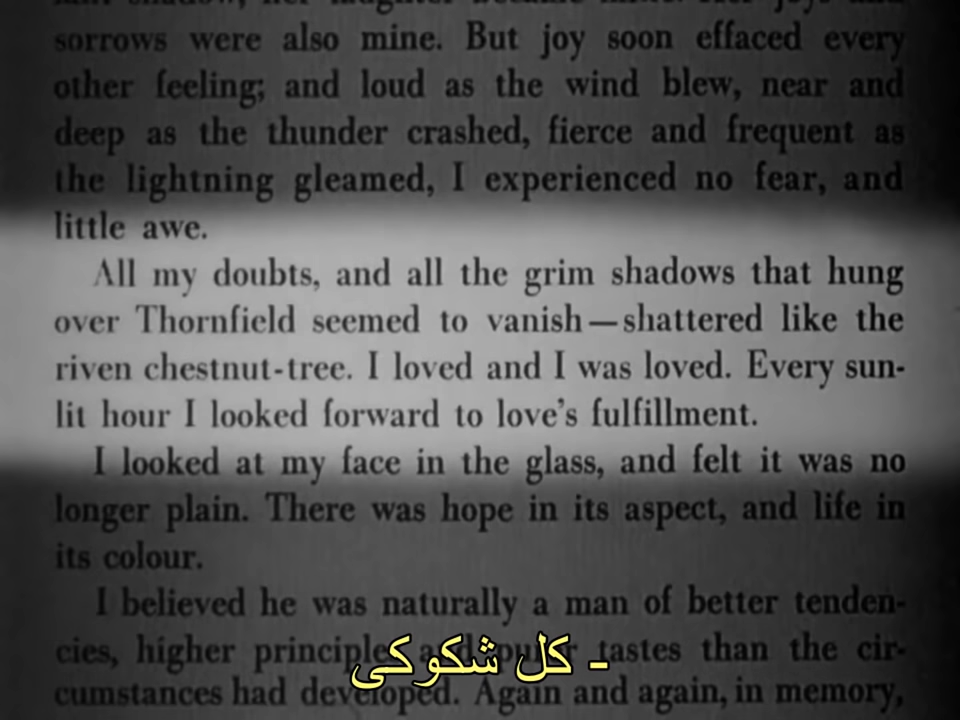 sorrows were also mine. But joy soon effaced every
other feeling; and loud as the wind blew, near and
deep as the thunder crashed, fierce and frequent as
the lightning gleamed, I experienced no fear, and
little awe.
All my doubts, and all the grim shadows that hung
over Thornfield seemed to vanish—shattered like the
riven chestnut-tree. I loved and I was loved. Every sun-
lit hour I looked forward to love's fulfillment.
I looked at my face in the glass, and felt it was no
longer plain. There was hope in its aspect, and life in
its colour.
I believed he was naturally a man of better tenden-
cies, higher principles tastes than the cir-
cumstances had developed. Again and again, in memory,
- كل شكوكى